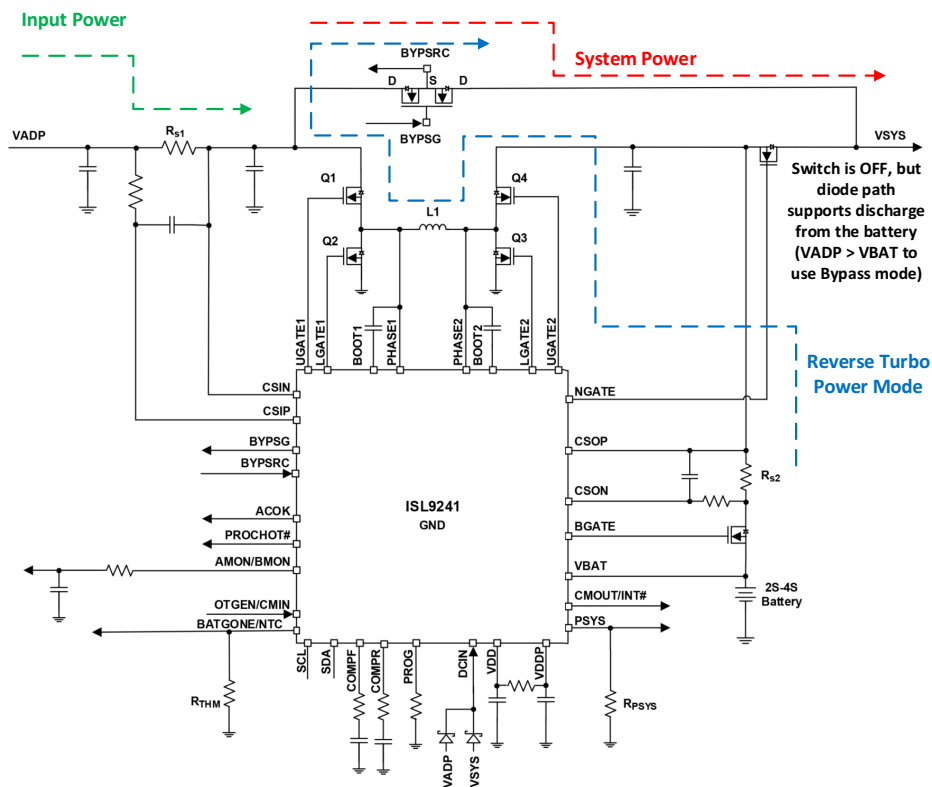 Input Power
BYPSRC
System Power
D
S
D
BYPSG
VADP
Rs1
VSYS
Switch is OFF, but
diode path
supports discharge
from the battery
(VADP > VBAT to
use Bypass mode)
Q1
Q4
L1
Q2
Q3
UGATE1
LGATE1
BOOT1
PHASE1
PHASE2
BOOT2
LGATE2
UGATE2
Reverse Turbo
Power Mode
CSIN
NGATE
CSIP
BYPSG
CSOP
BYPSRC
Rs2
CSON
ISL9241
GND
ACOK
PROCHOT#
BGATE
AMON/BMON
VBAT
2S-4S
Battery
CMOUT/INT#
OTGEN/CMIN
PSYS
BATGONE/NTC
SCL
SDA
COMPF
COMPR
PROG
DCIN
VDD
VDDP
RTHM
RPSYS
VADP
VSYS